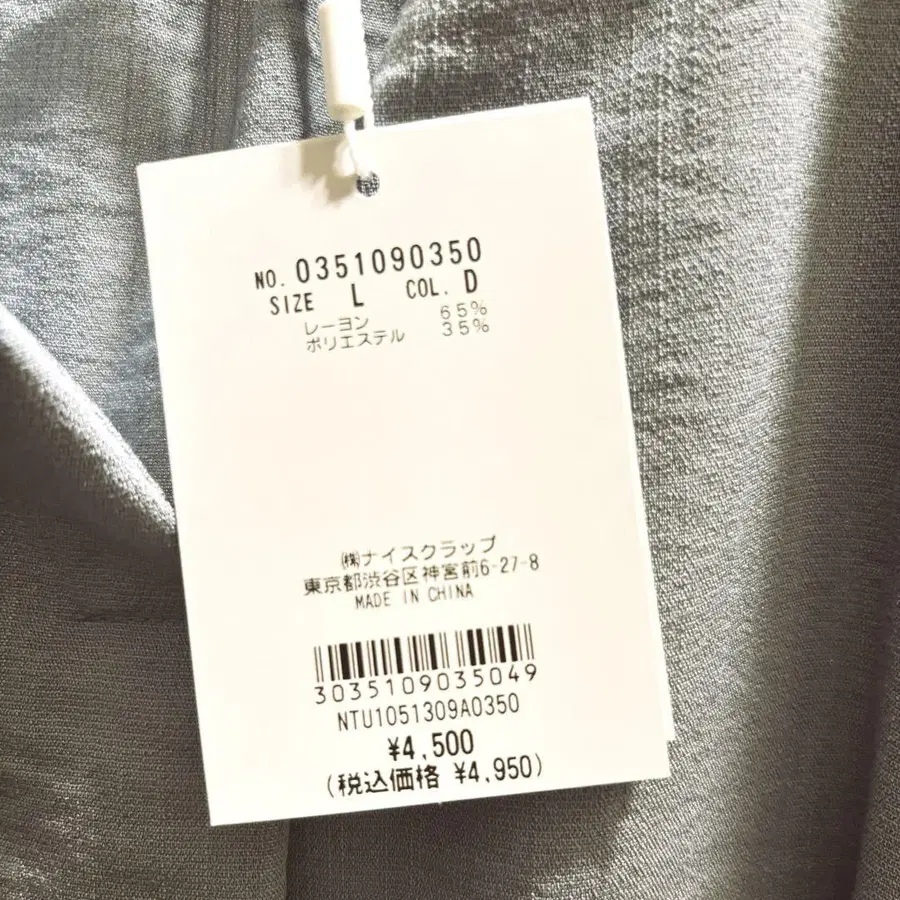 NO. 0351090350
SIZE L COL. D
レーヨン 65%
ポリエステル 35%
㈱ナイスクラップ
東京都渋谷区神宮前6-27-8
MADE IN CHINA
3035109035049
NTU1051309A0350
¥4,500
(税込価格 ¥4,950)